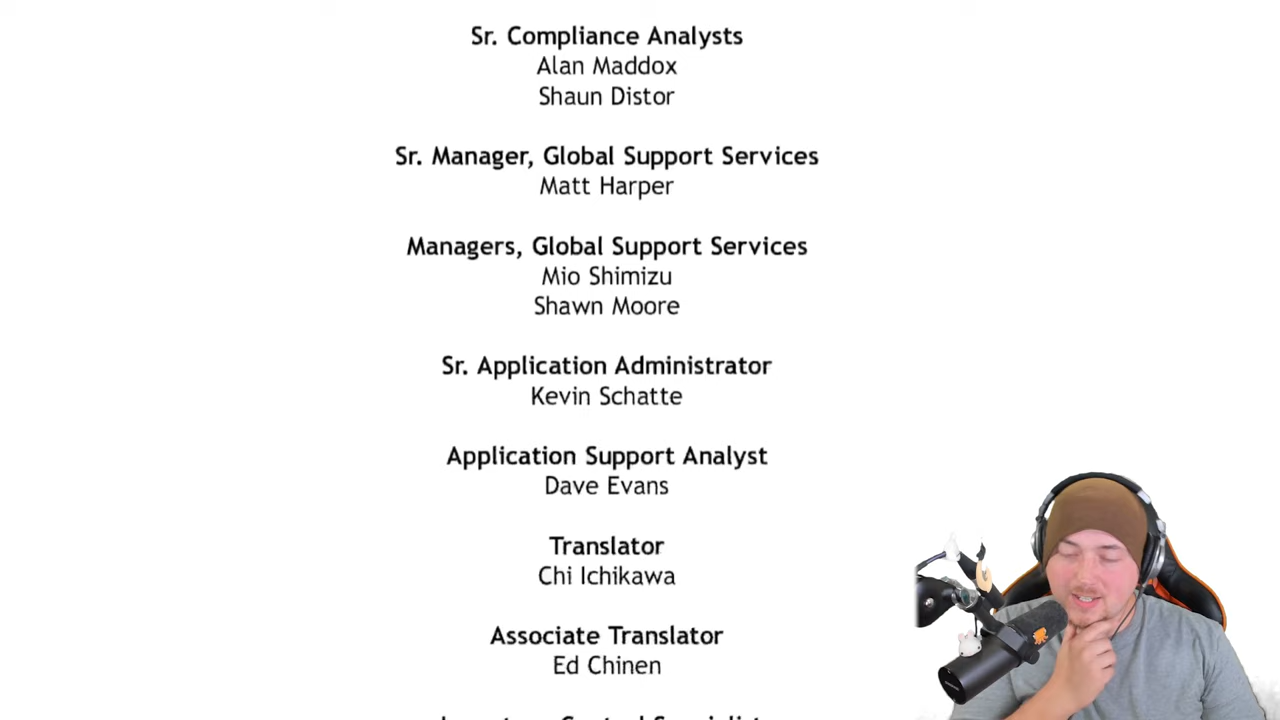 Sr. Compliance Analysts
Alan Maddox
Shaun Distor
Sr. Manager, Global Support Services
Matt Harper
Managers, Global Support Services
Mio Shimizu
Shawn Moore
Sr. Application Administrator
Kevin Schatte
Application Support Analyst
Dave Evans
Translator
Chi Ichikawa
Associate Translator
Ed Chinen